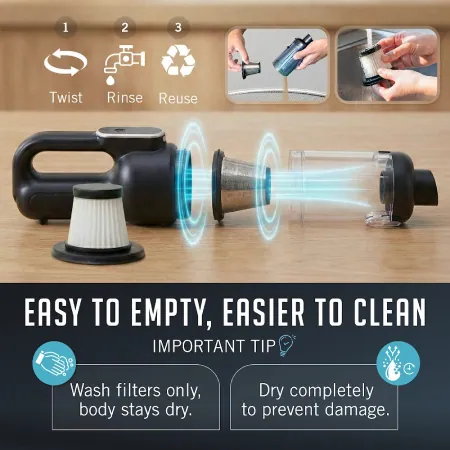 1 2 3
Twist Rinse Reuse
EASY TO EMPTY, EASIER TO CLEAN
IMPORTANT TIP
Wash filters only,
body stays dry.
Dry completely
to prevent damage.